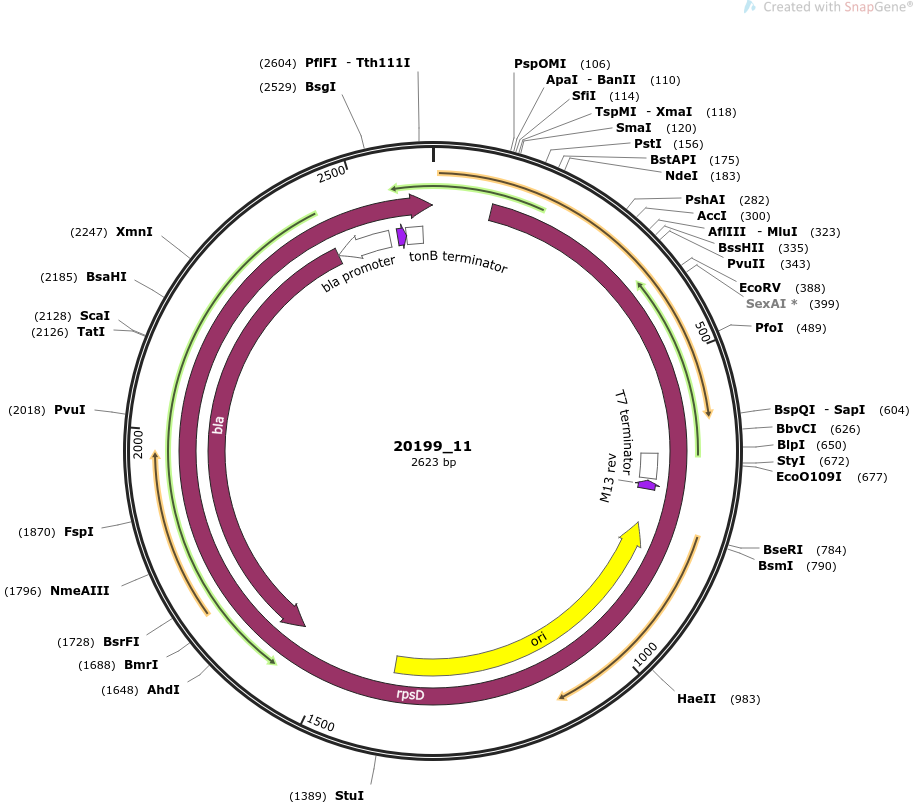 Created with SnapGene®
(2604) PflFI - Tth111I
(2529) BsgI
PspOMI (106)
ApaI - BanII (110)
SfiI (114)
TspMI - XmaI (118)
SmaI (120)
PstI (156)
BstAPI (175)
NdeI (183)
PshAI (282)
AccI (300)
AflIII - MluI (323)
BssHII (335)
PvuII (343)
EcoRV (388)
SexAI * (399)
PfoI (489)
BspQI - SapI (604)
BbvCI (626)
BlpI (650)
StyI (672)
EcoO109I (677)
BseRI (784)
BsmI (790)
HaeII (983)
(1389) StuI
(1648) AhdI
(1688) BmrI
(1728) BsrFI
(1796) NmeAIII
(1870) FspI
(2018) PvuI
(2126) TatI
(2128) ScaI
(2185) BsaHI
(2247) XmnI
2500
500
1000
1500
2000
bla promoter
tonB terminator
T7 terminator
M13 rev
bla
ori
rpsD
20199_11
2623 bp